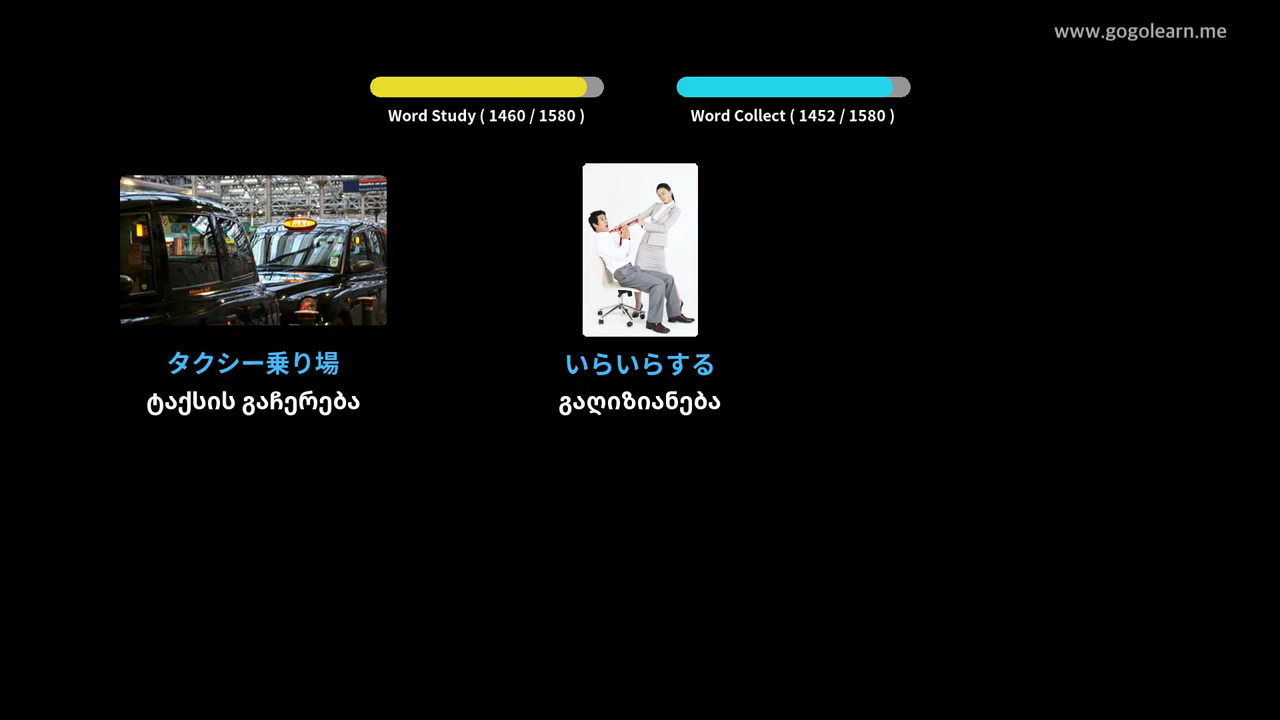 www.gogolearn.me
Word Study ( 1460 / 1580 )
Word Collect ( 1452 / 1580 )
TAXI
タクシー乗り場
いらいらする
ტაქსის გაჩერება
გაღიზიანება